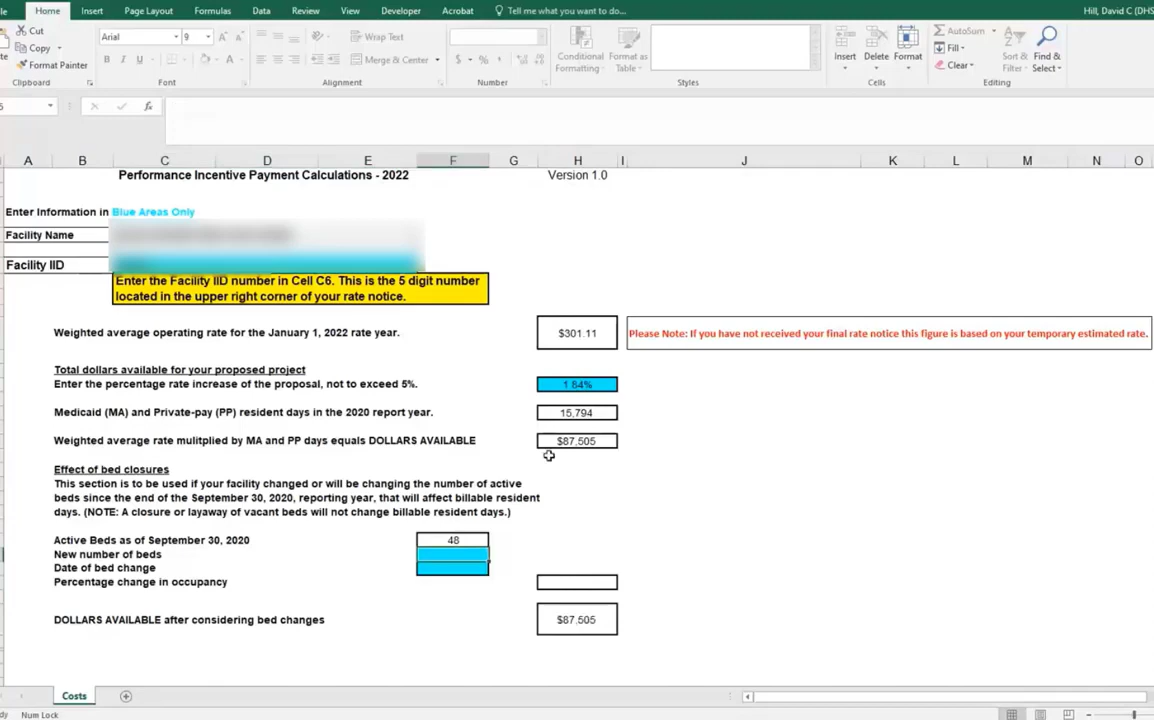 le Home Insert Page Layout Formulas Data Review View Developer Acrobat Tell me what you want to do... Hill, David C (DHS
Cut
Copy
Format Painter
ste
Arial 9
B I U
Wrap Text
Merge & Center
$ %
Conditional Formatting
Format as Table
Insert Delete Format
AutoSum
Fill
Clear
Sort & Filter
Find & Select
Clipboard Font Alignment Number Styles Cells Editing
fx
A B C D E F G H I J K L M N O
Performance Incentive Payment Calculations - 2022 Version 1.0
Enter Information in Blue Areas Only
Facility Name
Facility IID
Enter the Facility IID number in Cell C6. This is the 5 digit number
located in the upper right corner of your rate notice.
Weighted average operating rate for the January 1, 2022 rate year. $301.11 Please Note: If you have not received your final rate notice this figure is based on your temporary estimated rate.
Total dollars available for your proposed project
Enter the percentage rate increase of the proposal, not to exceed 5%. 1.84%
Medicaid (MA) and Private-pay (PP) resident days in the 2020 report year. 15,794
Weighted average rate mulitplied by MA and PP days equals DOLLARS AVAILABLE $87,505
Effect of bed closures
This section is to be used if your facility changed or will be changing the number of active
beds since the end of the September 30, 2020, reporting year, that will affect billable resident
days. (NOTE: A closure or layaway of vacant beds will not change billable resident days.)
Active Beds as of September 30, 2020 48
New number of beds
Date of bed change
Percentage change in occupancy
DOLLARS AVAILABLE after considering bed changes $87,505
Costs
dy Num Lock